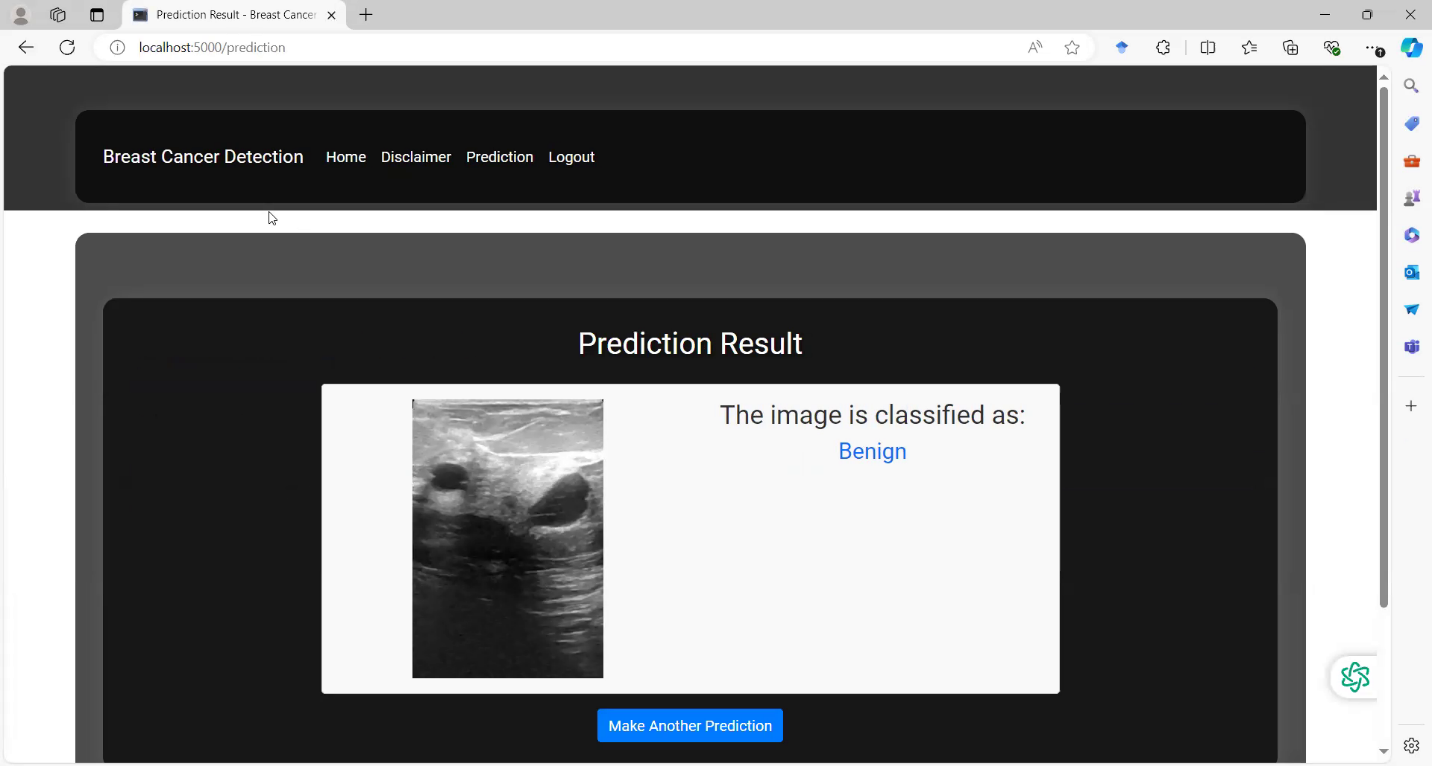 Prediction Result - Breast Cancer
localhost:5000/prediction
Breast Cancer Detection
Home
Disclaimer
Prediction
Logout
Prediction Result
The image is classified as:
Benign
Make Another Prediction